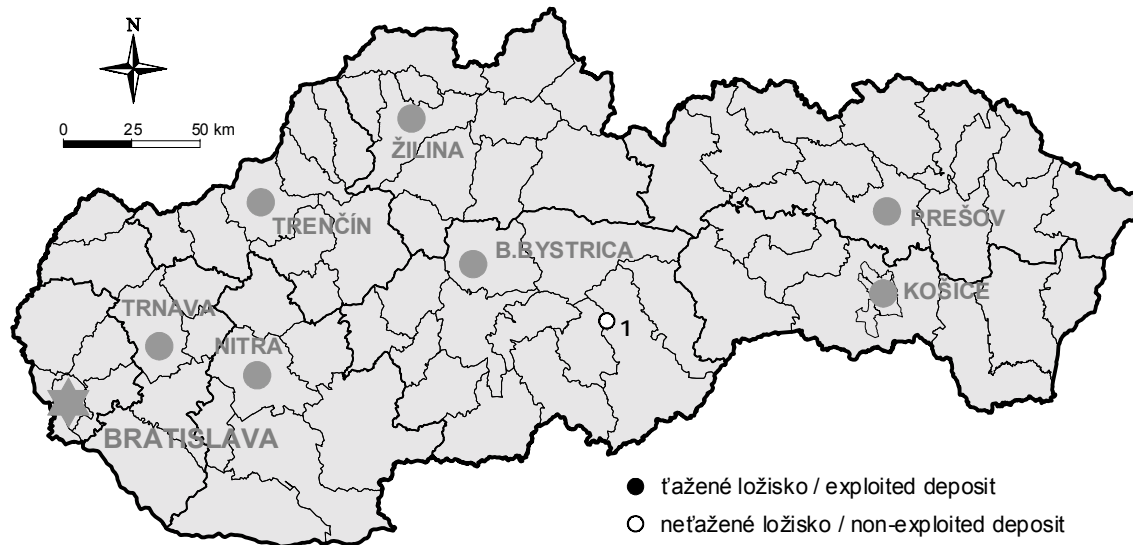 N
0 25 50 km
ŽILINA
TRENČÍN
PREŠOV
B.BYSTRICA
KOŠICE
TRNAVA
1
NITRA
BRATISLAVA
ťažené ložisko / exploited deposit
neťažené ložisko / non-exploited deposit